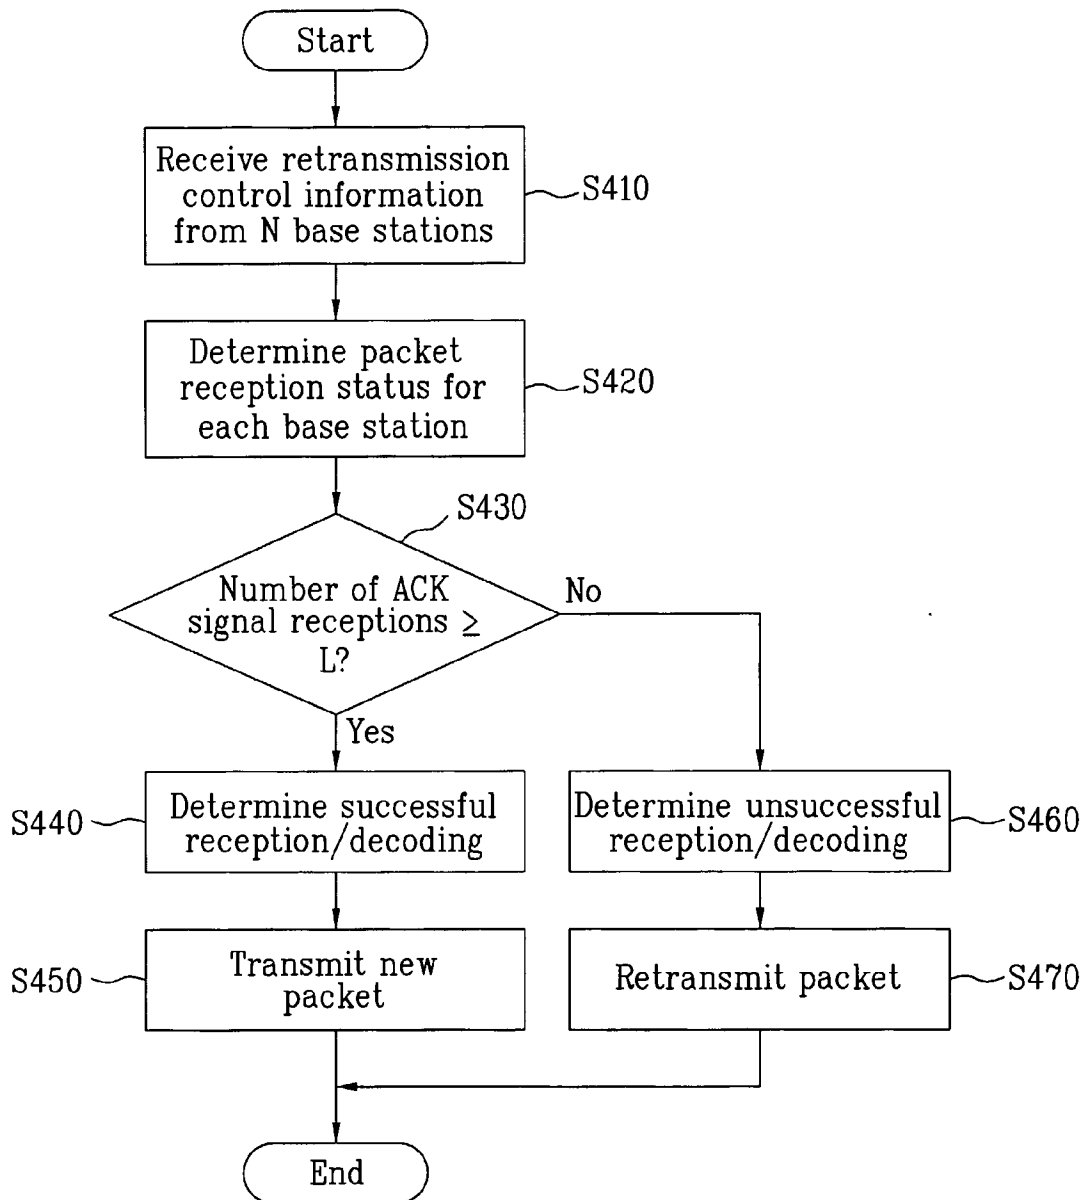 Start
Receive retransmission
control information
from N base stations
S410
Determine packet
reception status for
each base station
S420
S430
Number of ACK
signal receptions ≥
L?
No
Yes
S440
Determine successful
reception/decoding
Determine unsuccessful
reception/decoding
S460
S450
Transmit new
packet
Retransmit packet
S470
End